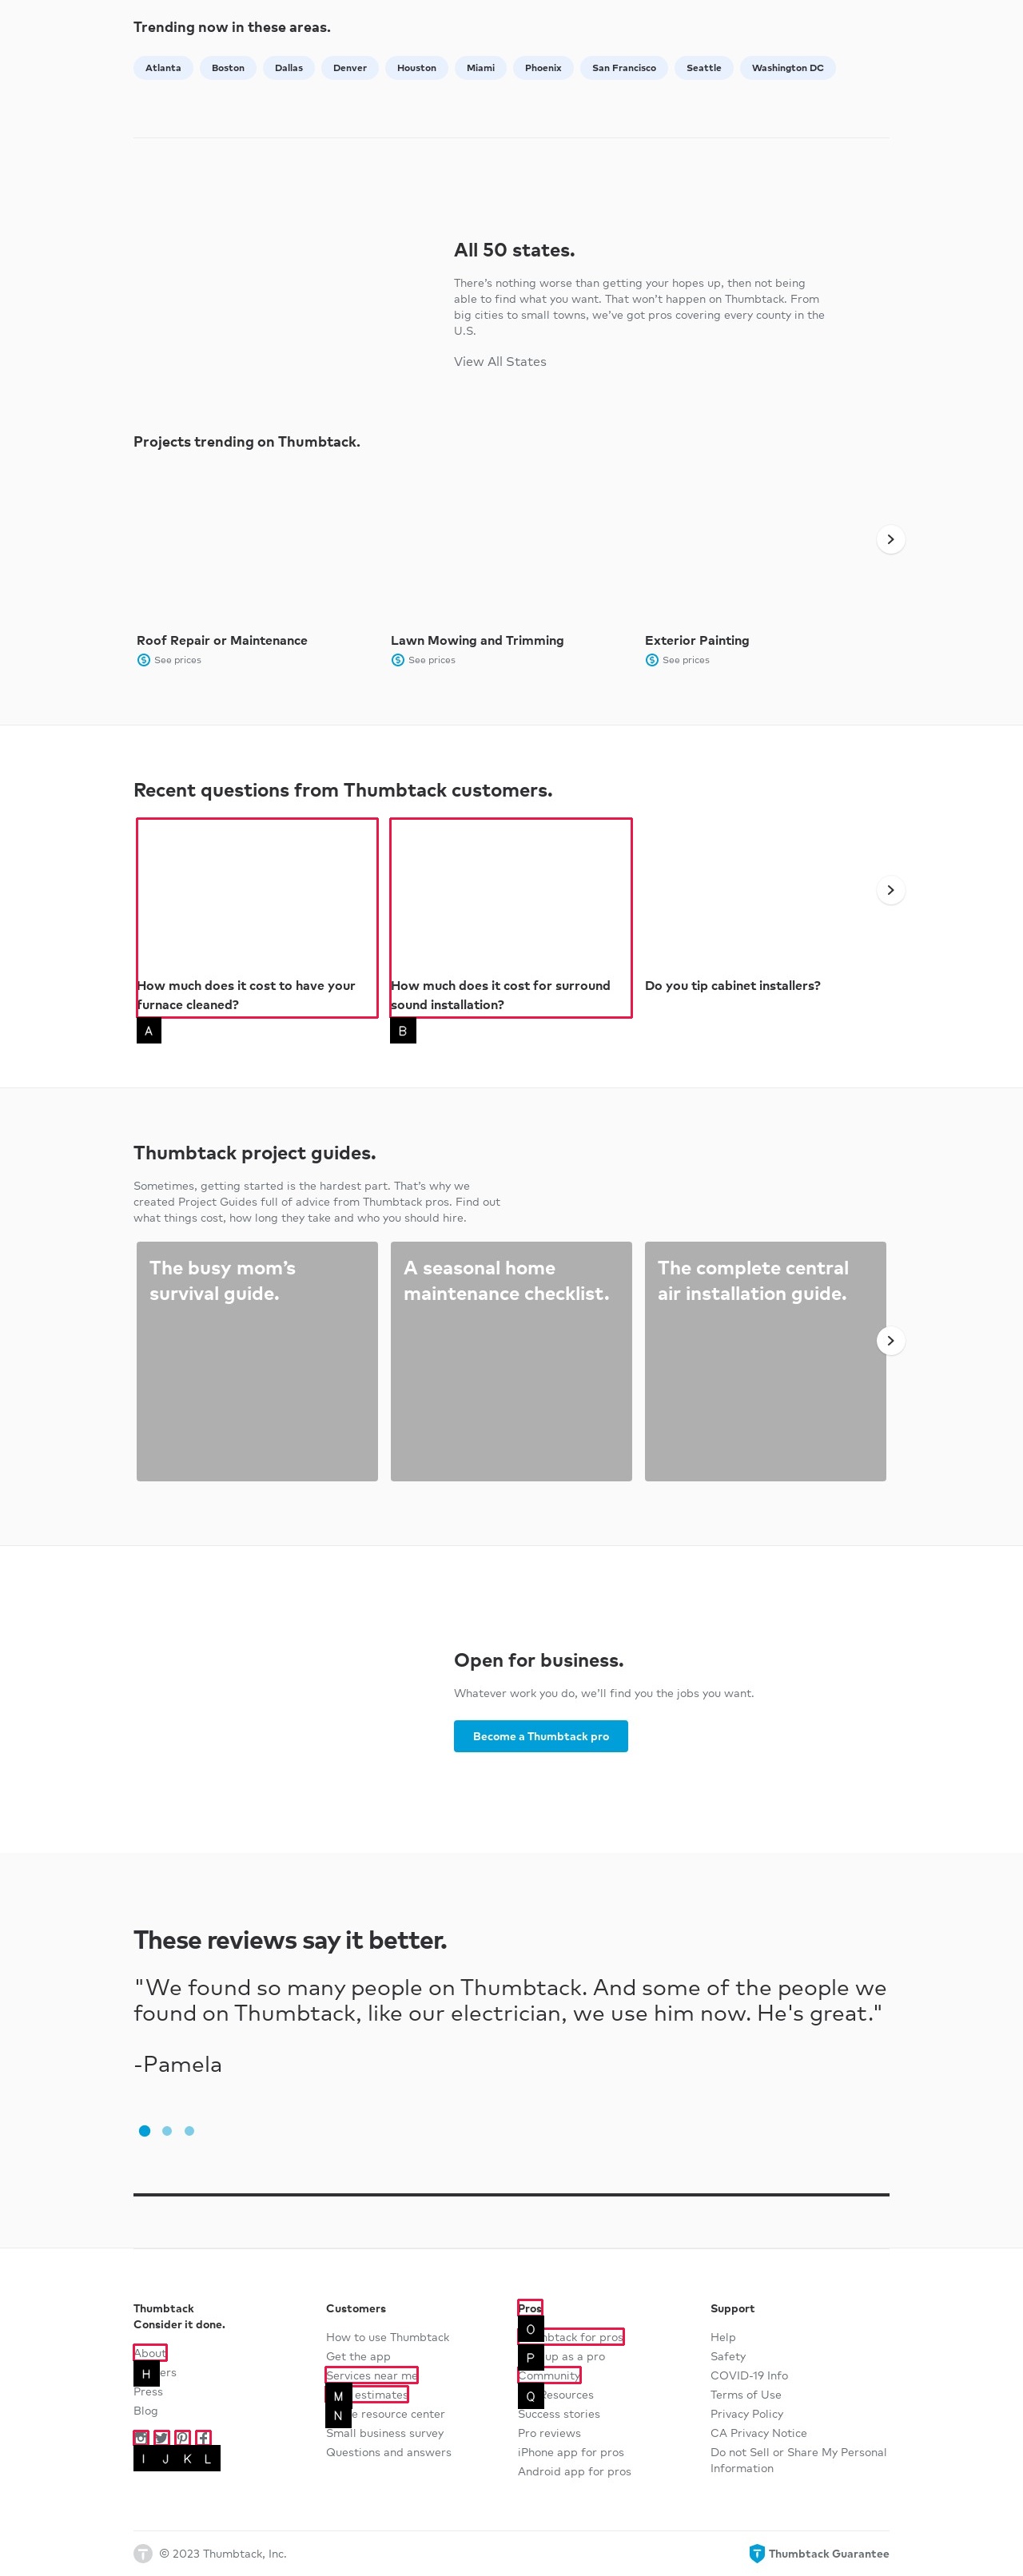 Trending now in these areas.
Atlanta Boston Dallas Denver Houston Miami Phoenix San Francisco Seattle Washington DC
All 50 states.
There's nothing worse than getting your hopes up, then not being
able to find what you want. That won't happen on Thumbtack. From
big cities to small towns, we've got pros covering every county in the
U.S.
View All States
Projects trending on Thumbtack.
Roof Repair or Maintenance
See prices
Lawn Mowing and Trimming
See prices
Exterior Painting
See prices
Recent questions from Thumbtack customers.
How much does it cost to have your
furnace cleaned?
A
How much does it cost for surround
sound installation?
B
Do you tip cabinet installers?
Thumbtack project guides.
Sometimes, getting started is the hardest part. That's why we
created Project Guides full of advice from Thumbtack pros. Find out
what things cost, how long they take and who you should hire.
The busy mom's
survival guide.
A seasonal home
maintenance checklist.
The complete central
air installation guide.
Open for business.
Whatever work you do, we'll find you the jobs you want.
Become a Thumbtack pro
These reviews say it better.
"We found so many people on Thumbtack. And some of the people we
found on Thumbtack, like our electrician, we use him now. He's great."
-Pamela
Thumbtack
Consider it done.
About
H
Press
Blog
I J K L
Customers
How to use Thumbtack
Get the app
Services near me
M
estimates
N
resource center
Small business survey
Questions and answers
Pros
O
for pros
P
up as a pro
Community
Q
Resources
Success stories
Pro reviews
iPhone app for pros
Android app for pros
Support
Help
Safety
COVID-19 Info
Terms of Use
Privacy Policy
CA Privacy Notice
Do not Sell or Share My Personal
Information
© 2023 Thumbtack, Inc.
Thumbtack Guarantee